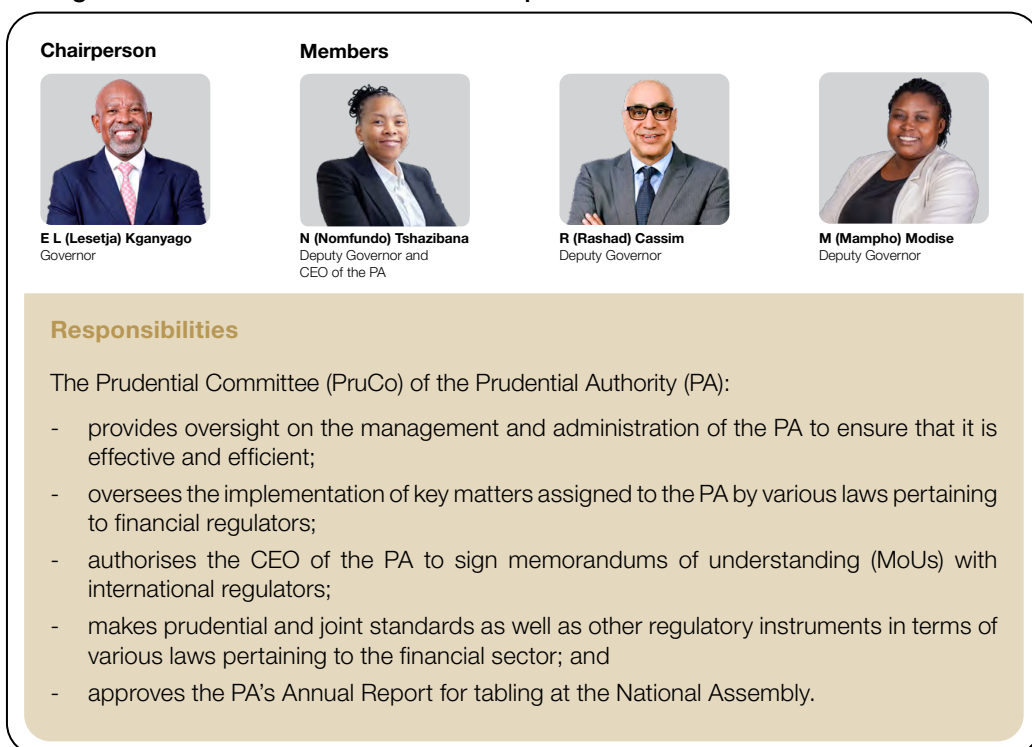 Chairperson
Members
E L (Lesetja) Kganyago
Governor
N (Nomfundo) Tshazibana
Deputy Governor and
CEO of the PA
R (Rashad) Cassim
Deputy Governor
M (Mampho) Modise
Deputy Governor
Responsibilities
The Prudential Committee (PruCo) of the Prudential Authority (PA):
- provides oversight on the management and administration of the PA to ensure that it is
effective and efficient;
- oversees the implementation of key matters assigned to the PA by various laws pertaining
to financial regulators;
- authorises the CEO of the PA to sign memorandums of understanding (MoUs) with
international regulators;
- makes prudential and joint standards as well as other regulatory instruments in terms of
various laws pertaining to the financial sector; and
- approves the PA’s Annual Report for tabling at the National Assembly.